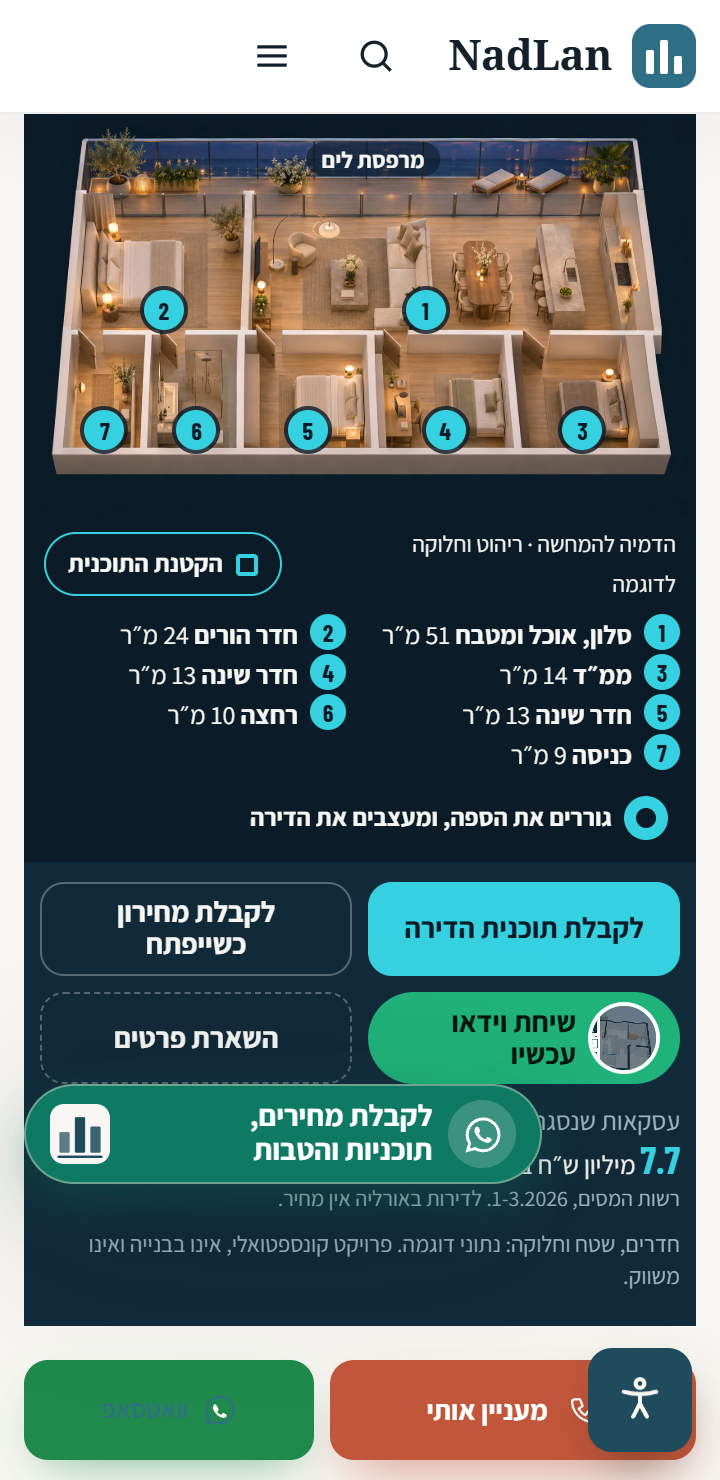 NadLan
מרפסת לים
2
1
7
6
5
4
3
הדמיה להמחשה · ריהוט וחלוקה
לדוגמה
הקטנת התוכנית
1 סלון, אוכל ומטבח 51 מ״ר
2 חדר הורים 24 מ״ר
3 ממ״ד 14 מ״ר
4 חדר שינה 13 מ״ר
5 חדר שינה 13 מ״ר
6 רחצה 10 מ״ר
7 כניסה 9 מ״ר
גוררים את הספה, ומעצבים את הדירה
לקבלת תוכנית הדירה
לקבלת מחירון
כשייפתח
שיחת וידאו
עכשיו
השארת פרטים
לקבלת מחירים,
תוכניות והטבות
עסקאות
7.7 מיליון ש״ח
רשות המסים, 1-3.2026. לדירות באורליה אין מחיר.
חדרים, שטח וחלוקה: נתוני דוגמה. פרויקט קונספטואלי, אינו בבנייה ואינו
משווק.
מעניין אותי
וואטסאפ